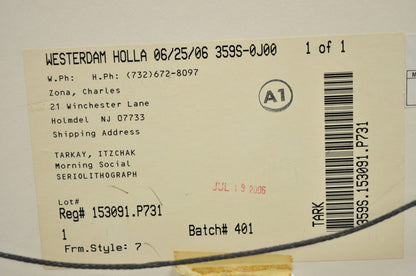 WESTERDAM HOLLA 06/25/06 359S-0J00 1 of 1
W.Ph: H.Ph: (732)672-8097
Zona, Charles
21 Winchester Lane
Holmdel NJ 07733
Shipping Address
A1
TARKAY, ITZCHAK
Morning Social
SERIOLITHOGRAPH
JUL 19 2006
Lot#
Reg# 153091.P731
1 Batch# 401
Frm.Style: 7
TARK
359S.153091.P731